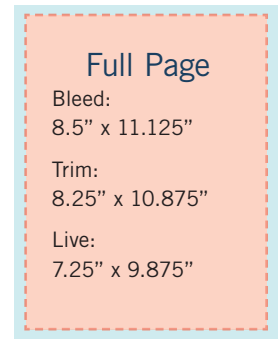 Full Page
Bleed:
8.5” x 11.125”
Trim:
8.25” x 10.875”
Live:
7.25” x 9.875”